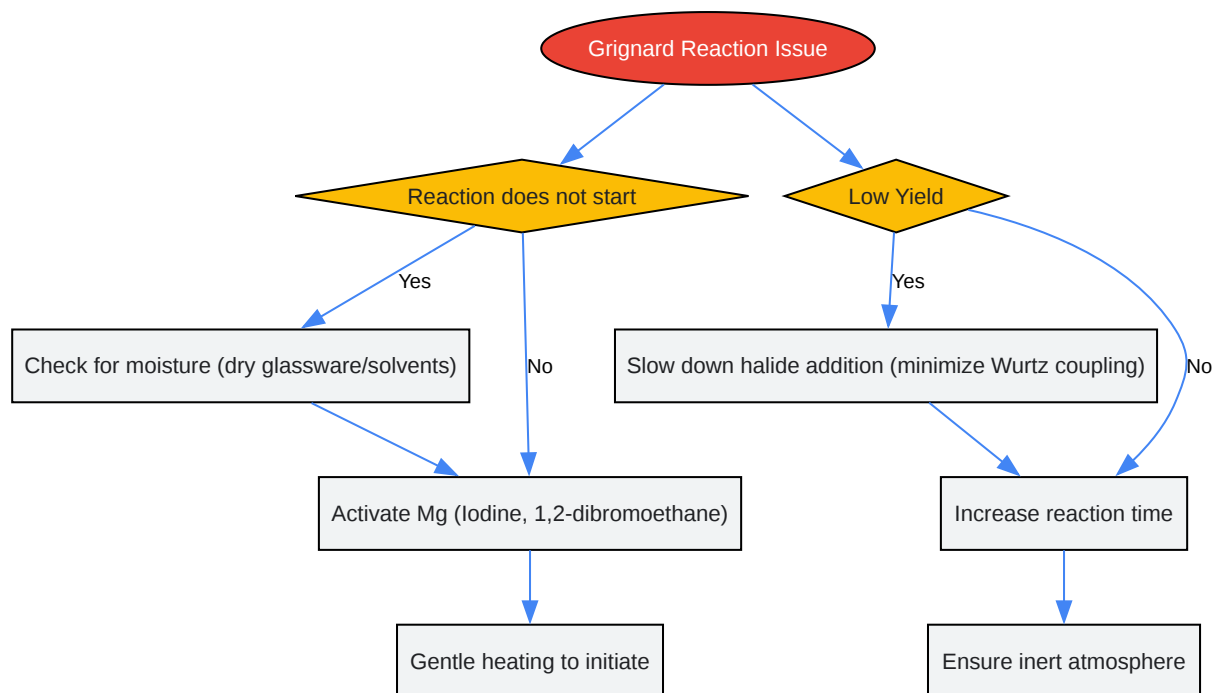 Grignard Reaction Issue
Reaction does not start
Low Yield
Yes
Yes
Check for moisture (dry glassware/solvents)
No
Slow down halide addition (minimize Wurtz coupling)
No
Activate Mg (Iodine, 1,2-dibromoethane)
Increase reaction time
Gentle heating to initiate
Ensure inert atmosphere